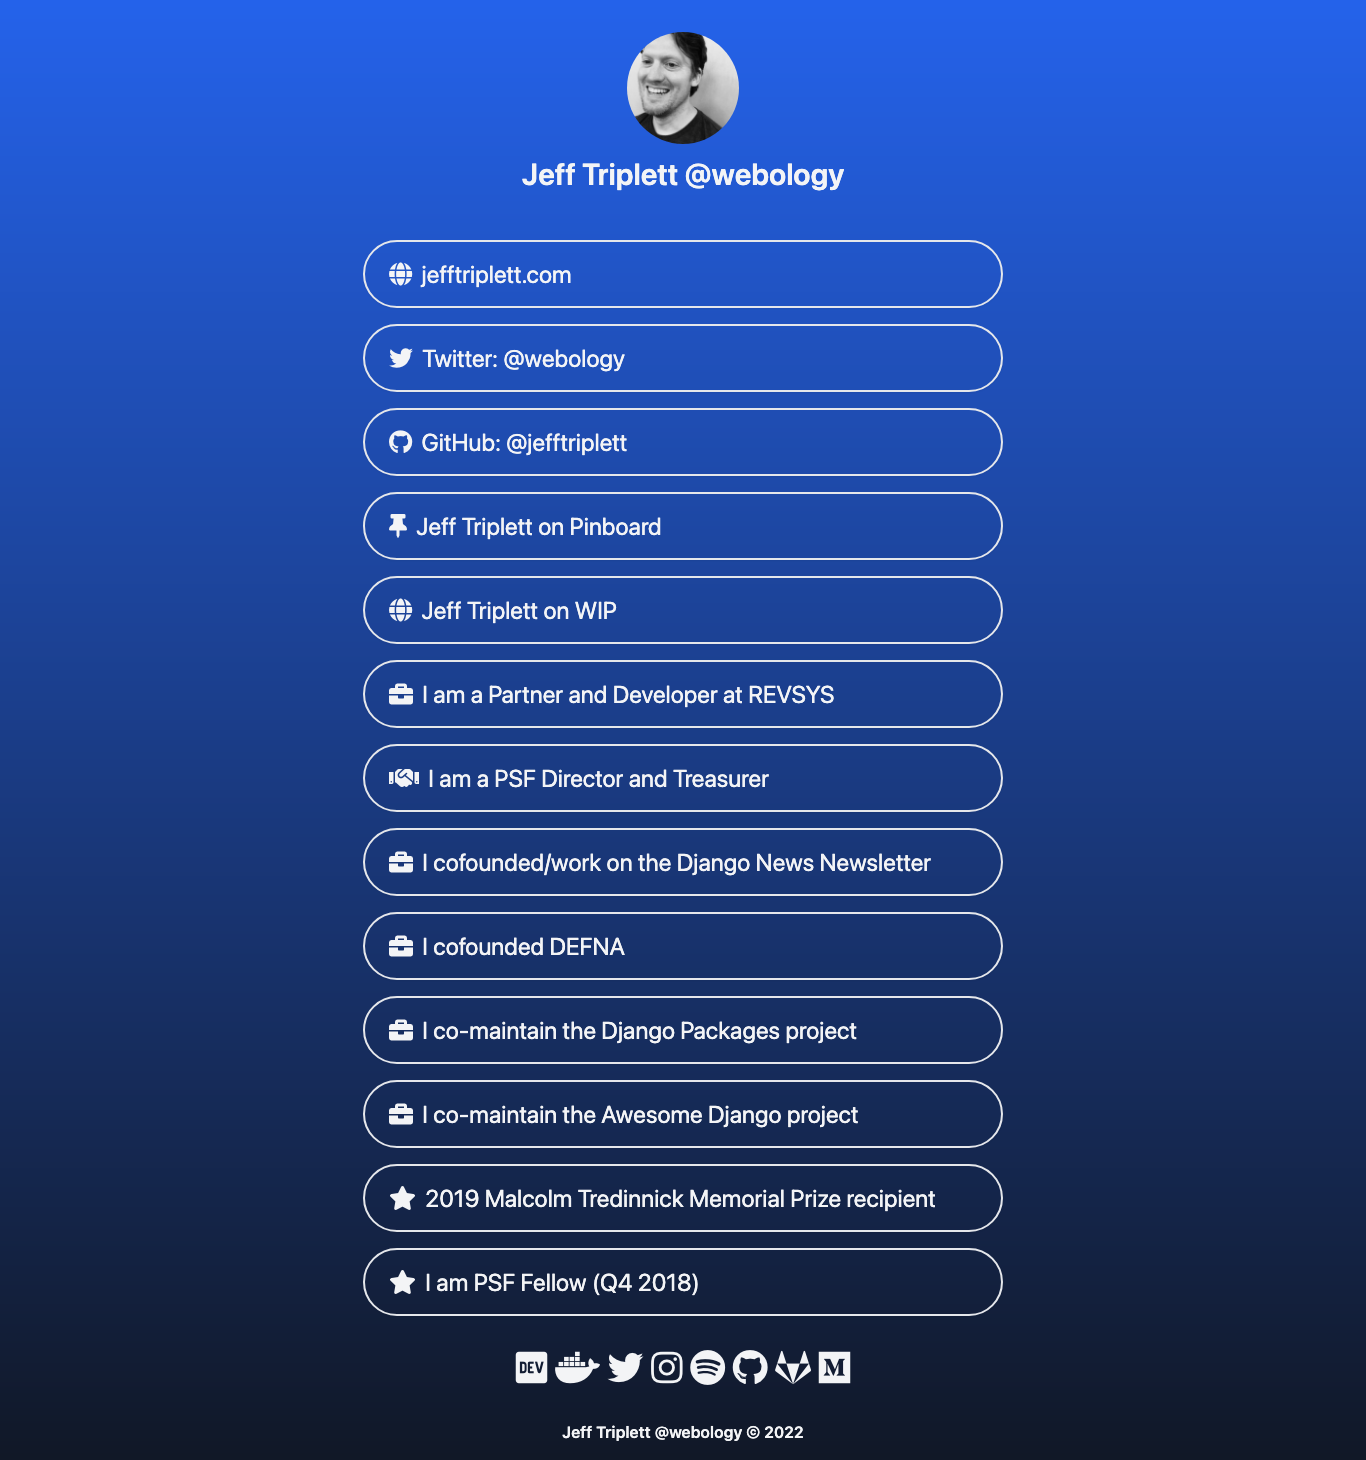 Jeff Triplett @webology
jefftriplett.com
Twitter: @webology
GitHub: @jefftriplett
Jeff Triplett on Pinboard
Jeff Triplett on WIP
I am a Partner and Developer at REVSYS
I am a PSF Director and Treasurer
I cofounded/work on the Django News Newsletter
I cofounded DEFNA
I co-maintain the Django Packages project
I co-maintain the Awesome Django project
2019 Malcolm Tredinnick Memorial Prize recipient
I am PSF Fellow (Q4 2018)
DEV M
Jeff Triplett @webology © 2022